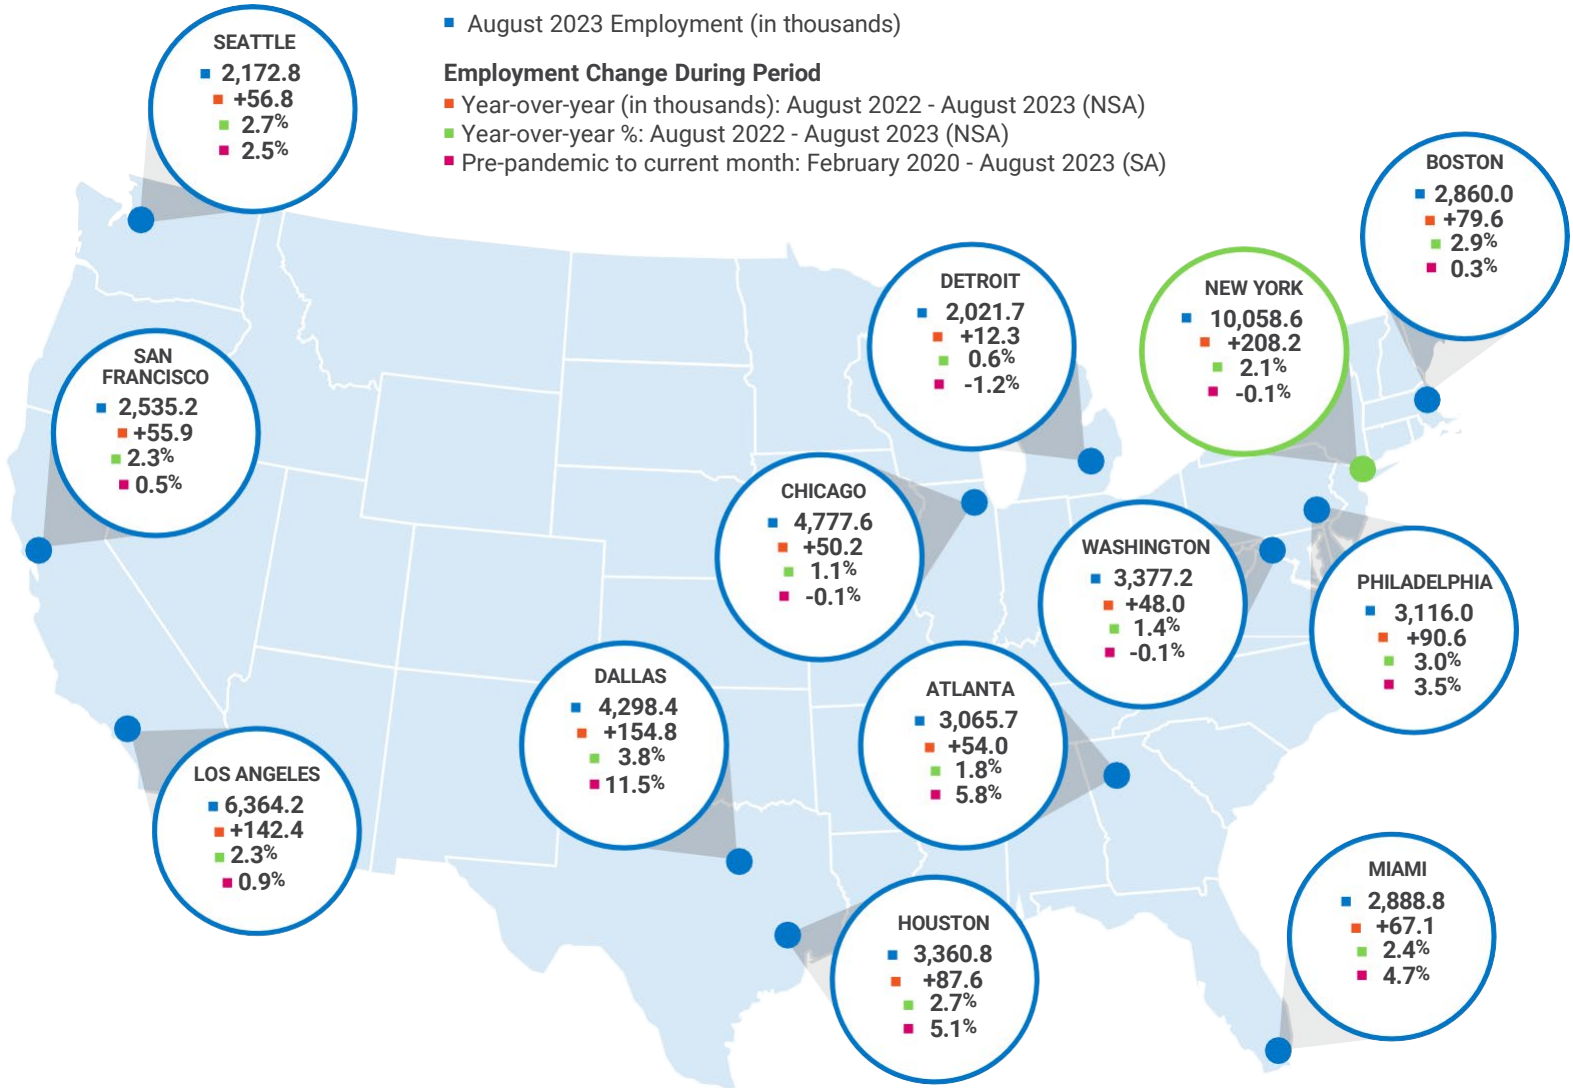 August 2023 Employment (in thousands)
Employment Change During Period
Year-over-year (in thousands): August 2022 - August 2023 (NSA)
Year-over-year %: August 2022 - August 2023 (NSA)
Pre-pandemic to current month: February 2020 - August 2023 (SA)
SEATTLE
2,172.8
+56.8
2.7%
2.5%
BOSTON
2,860.0
+79.6
2.9%
0.3%
DETROIT
2,021.7
+12.3
0.6%
-1.2%
NEW YORK
10,058.6
+208.2
2.1%
-0.1%
SAN
FRANCISCO
2,535.2
+55.9
2.3%
0.5%
CHICAGO
4,777.6
+50.2
1.1%
-0.1%
WASHINGTON
3,377.2
+48.0
1.4%
-0.1%
PHILADELPHIA
3,116.0
+90.6
3.0%
3.5%
DALLAS
4,298.4
+154.8
3.8%
11.5%
ATLANTA
3,065.7
+54.0
1.8%
5.8%
LOS ANGELES
6,364.2
+142.4
2.3%
0.9%
HOUSTON
3,360.8
+87.6
2.7%
5.1%
MIAMI
2,888.8
+67.1
2.4%
4.7%